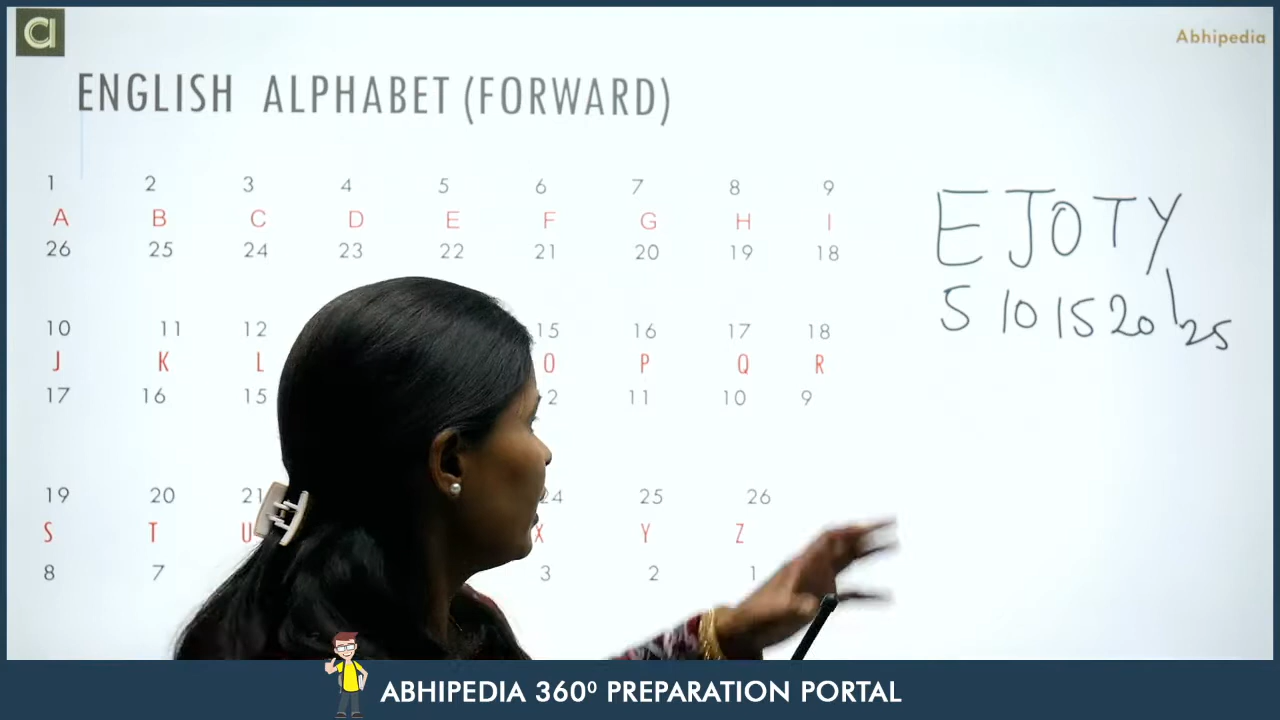 Abhipedia
ENGLISH ALPHABET (FORWARD)
1 2 3 4 5 6 7 8 9
A B C D E F G H I
26 25 24 23 22 21 20 19 18
EJOTY
5 10 15 20 25
10 11 12 15 16 17 18
J K L O P Q R
17 16 15 2 11 10 9
19 20 21 24 25 26
S T U X Y Z
8 7 3 2 1
ABHIPEDIA 360⁰ PREPARATION PORTAL